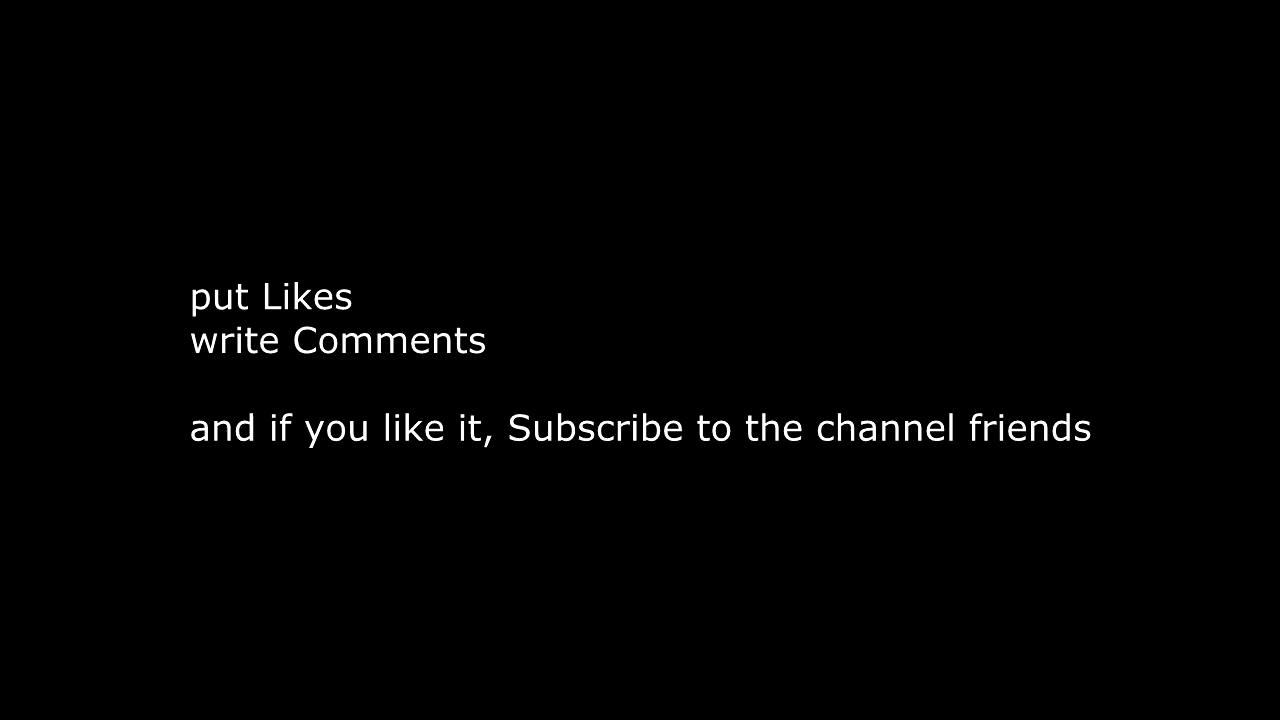 put Likes
write Comments
and if you like it, Subscribe to the channel friends